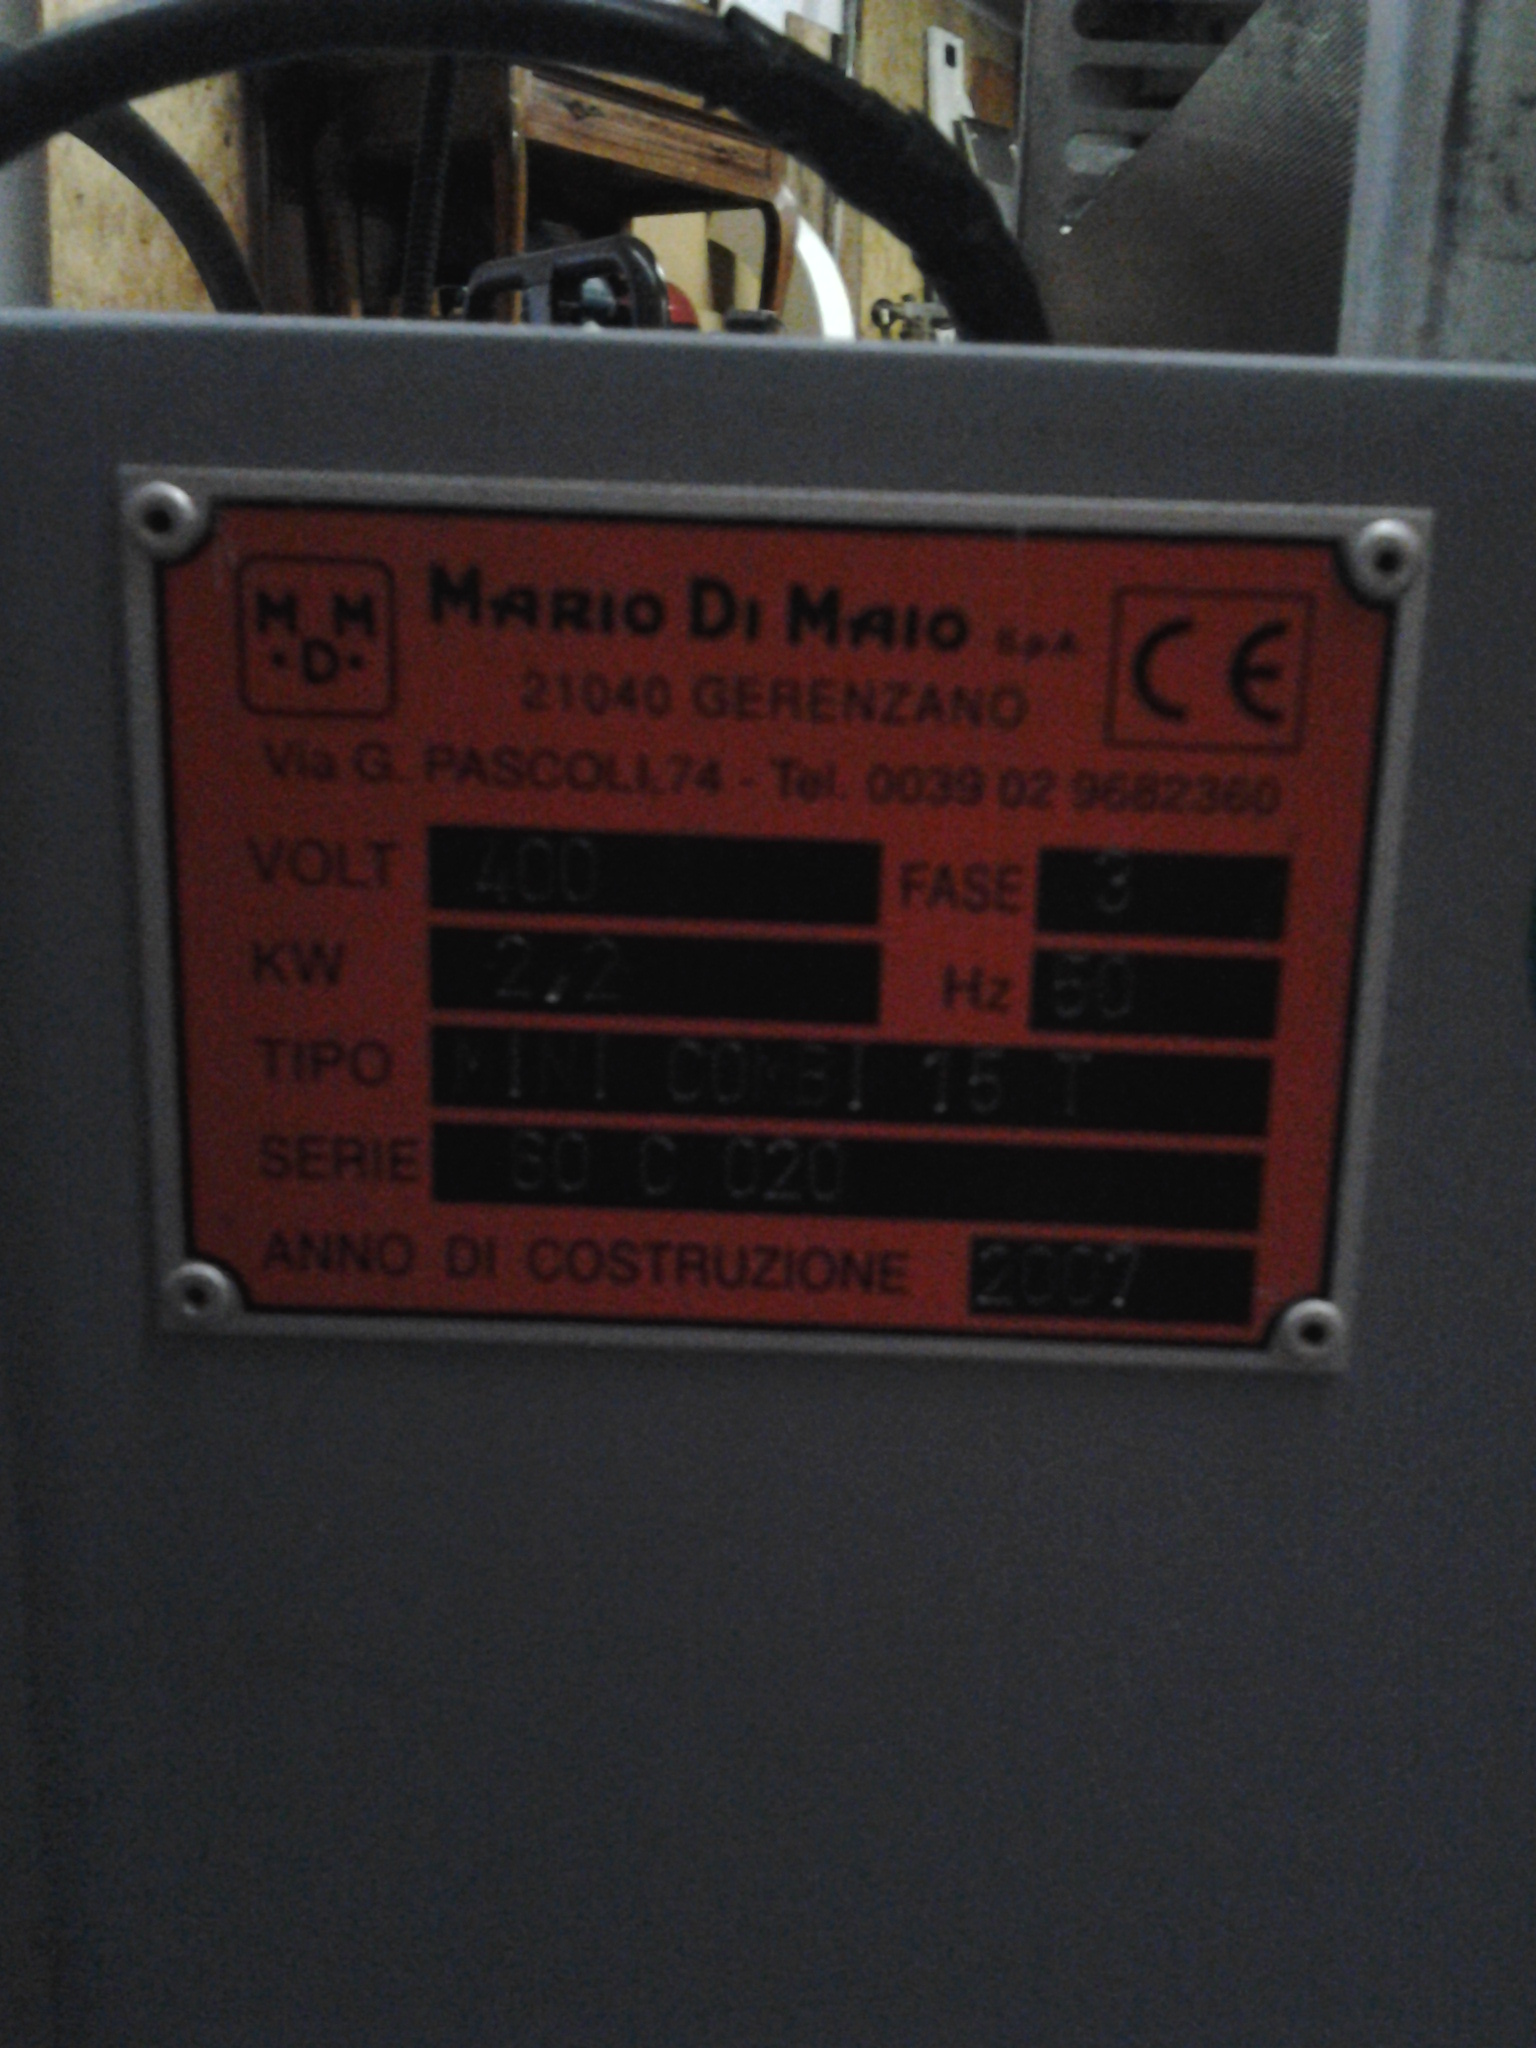 M M
·D·
MARIO DI MAIO S.p.A.
CE
21040 GERENZANO
Via G. PASCOLI,74 - Tel. 0039 02 9682360
VOLT 400 FASE 3
KW 2,2 Hz 50
TIPO MINI COMBI 15 T
SERIE 60 C 020
ANNO DI COSTRUZIONE 2007